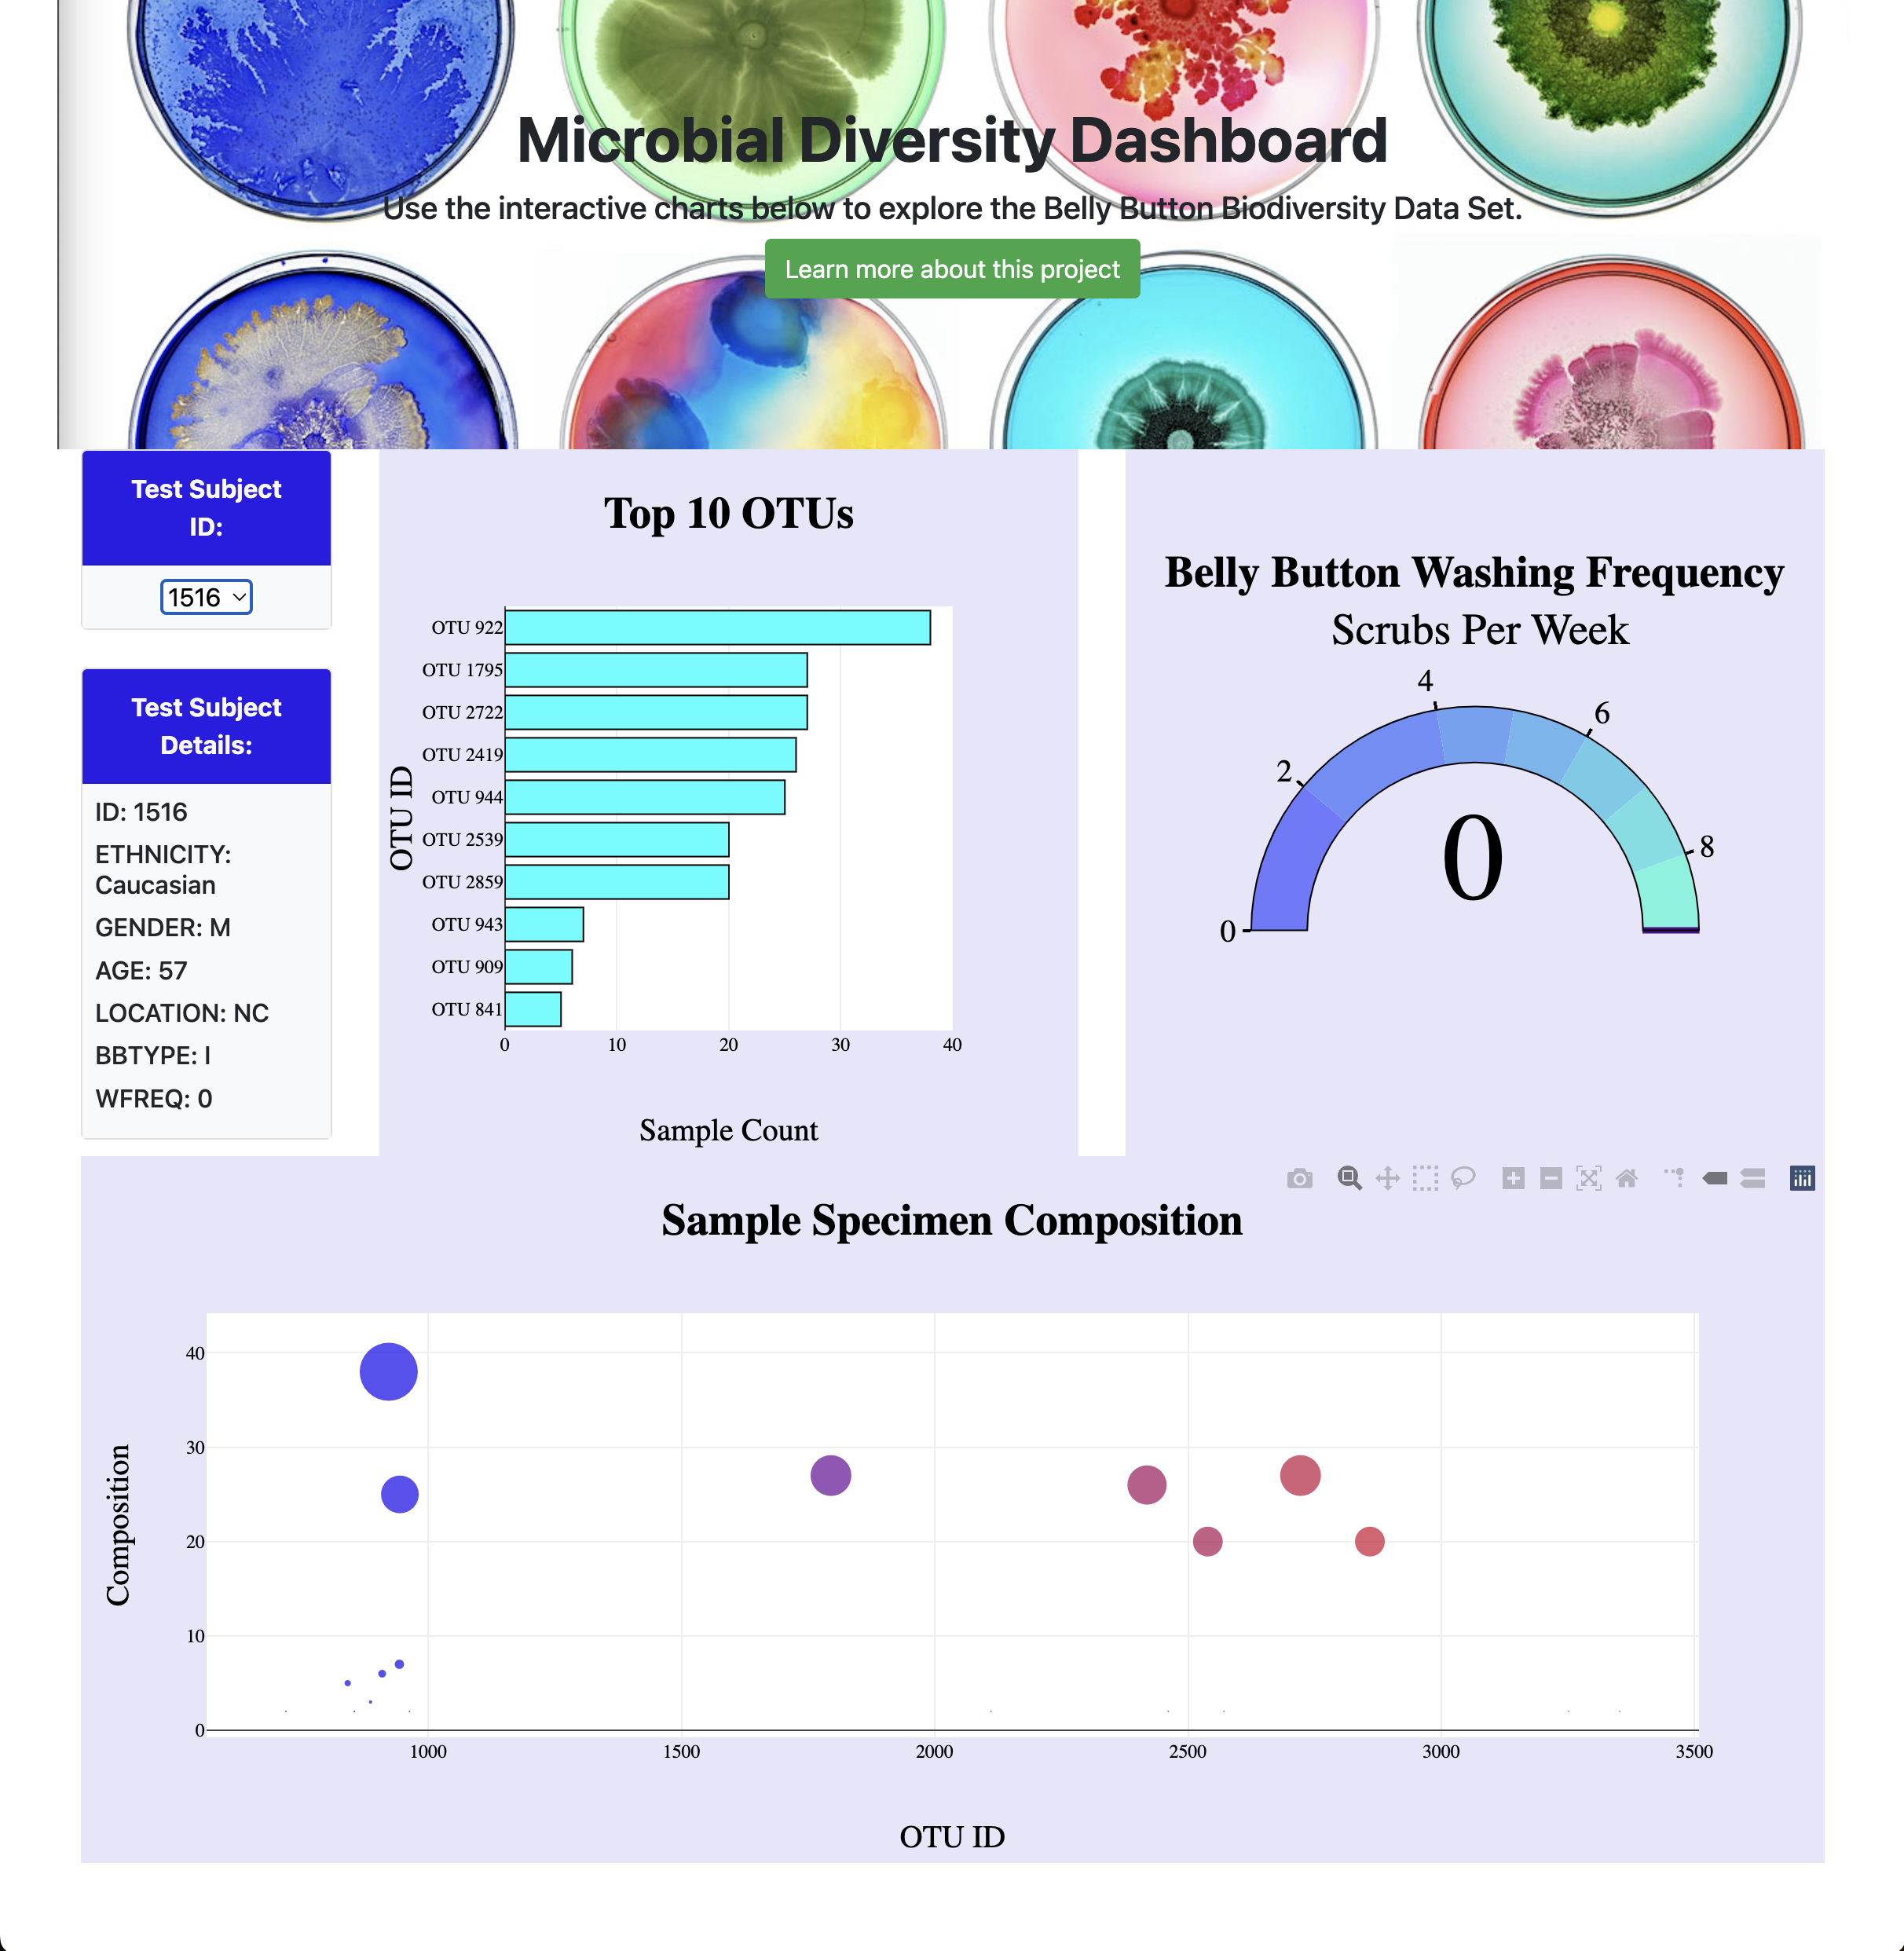 Microbial Diversity Dashboard
Use the interactive charts below to explore the Belly Button Biodiversity Data Set.
Learn more about this project
Test Subject
ID:
1516
Test Subject
Details:
ID: 1516
ETHNICITY:
Caucasian
GENDER: M
AGE: 57
LOCATION: NC
BBTYPE: I
WFREQ: 0
Top 10 OTUs
OTU ID
OTU 922
OTU 1795
OTU 2722
OTU 2419
OTU 944
OTU 2539
OTU 2859
OTU 943
OTU 909
OTU 841
0 10 20 30 40
Sample Count
Belly Button Washing Frequency
Scrubs Per Week
0
2
4
6
8
0
Sample Specimen Composition
Composition
40
30
20
10
0
1000 1500 2000 2500 3000 3500
OTU ID